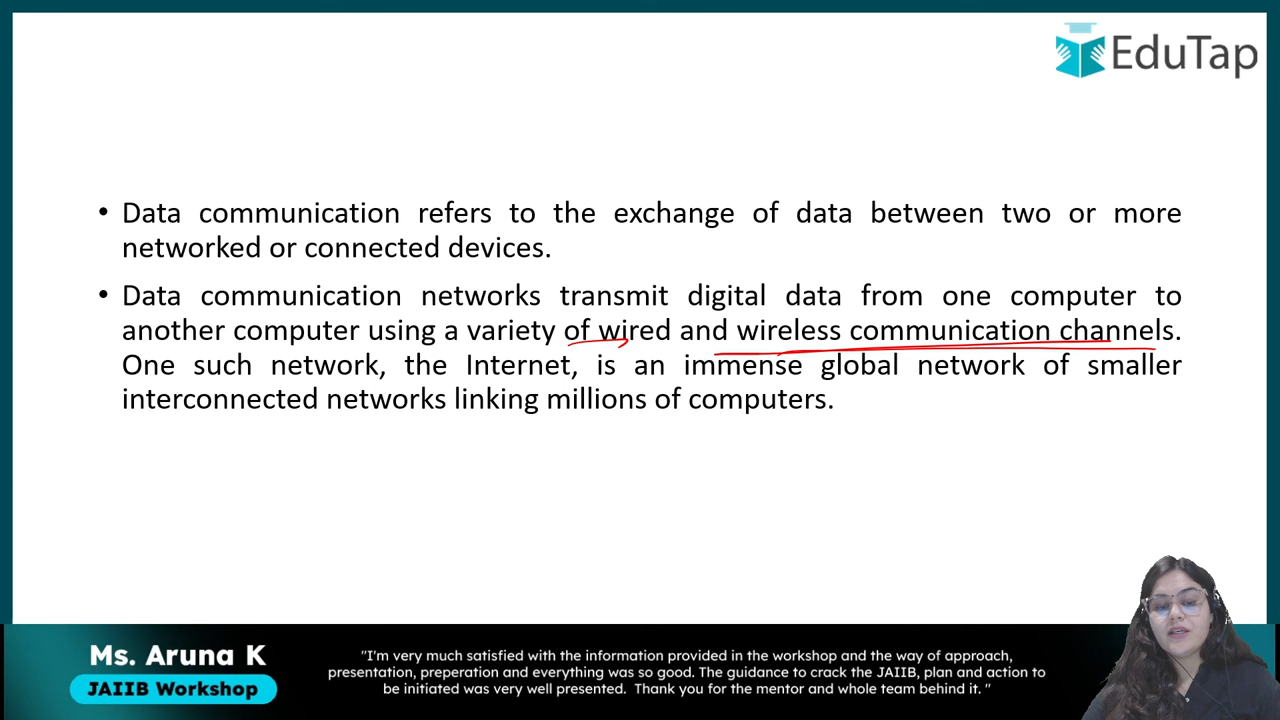 EduTap
• Data communication refers to the exchange of data between two or more
networked or connected devices.
• Data communication networks transmit digital data from one computer to
another computer using a variety of wired and wireless communication channels.
One such network, the Internet, is an immense global network of smaller
interconnected networks linking millions of computers.
Ms. Aruna K
JAIIB Workshop
"I'm very much satisfied with the information provided in the workshop and the way of approach,
presentation, preperation and everything was so good. The guidance to crack the JAIIB, plan and action to
be initiated was very well presented. Thank you for the mentor and whole team behind it. "